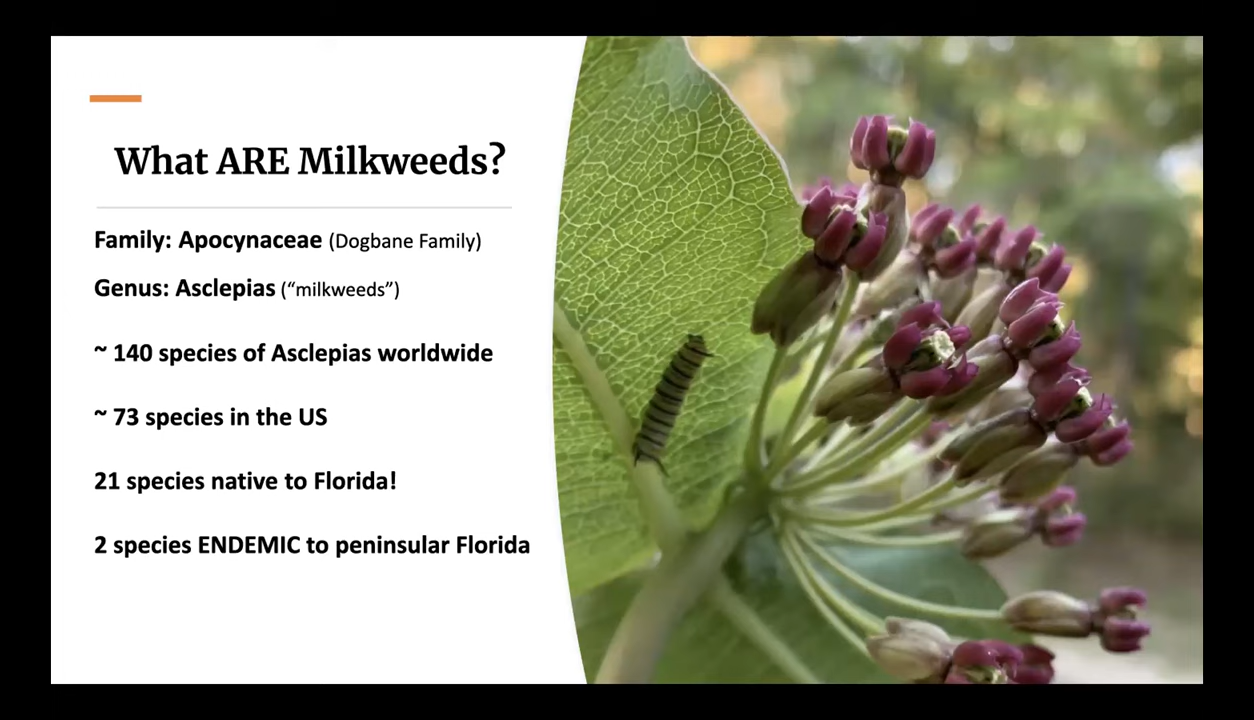 What ARE Milkweeds?
Family: Apocynaceae (Dogbane Family)
Genus: Asclepias (“milkweeds”)
~ 140 species of Asclepias worldwide
~ 73 species in the US
21 species native to Florida!
2 species ENDEMIC to peninsular Florida